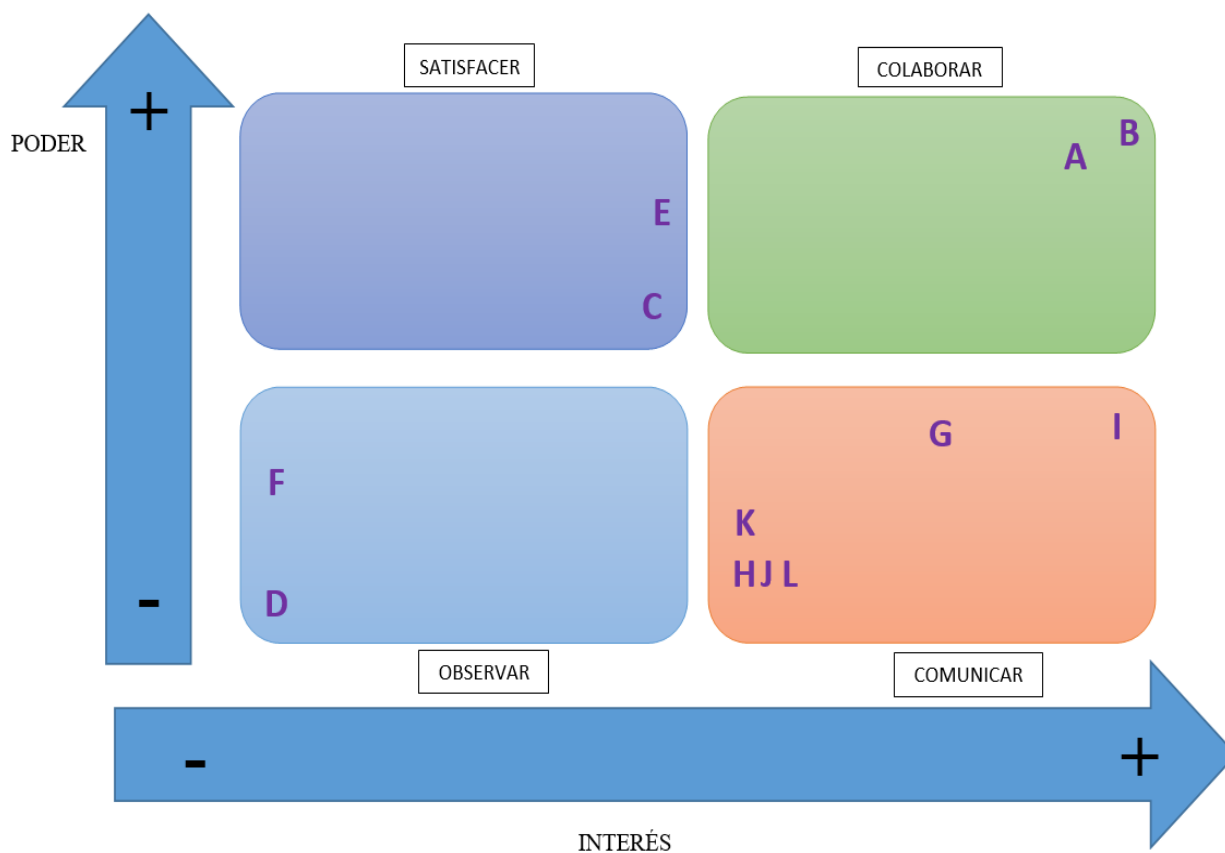 SATISFACER
COLABORAR
+
PODER
B
A
E
C
G
I
F
K
H J L
-
D
OBSERVAR
COMUNICAR
-
+
INTERÉS